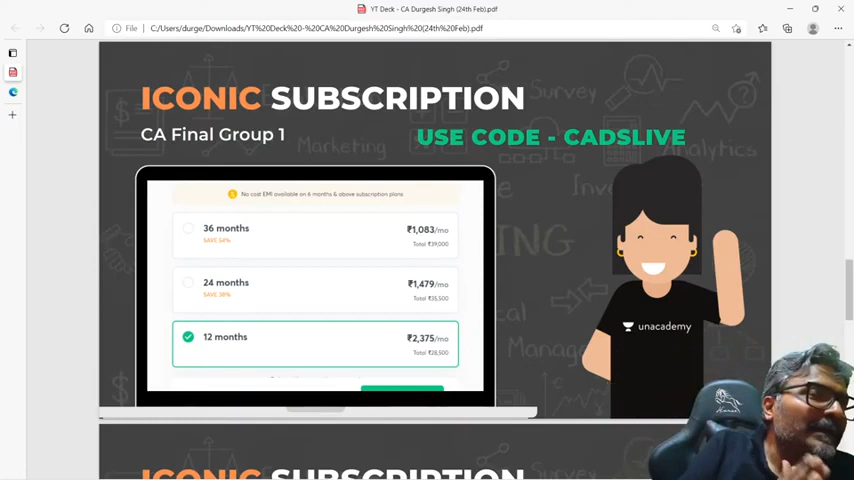 YT Deck - CA Durgesh Singh (24th Feb).pdf
File
C:/Users/durge/Downloads/YT%20Deck%20-%20CA%20Durgesh%20Singh%20(24th%20Feb).pdf
ICONIC SUBSCRIPTION
CA Final Group 1
USE CODE - CADSLIVE
Survey
Marketing
Analytics
No cost EMI available on 6 months & above subscription plans
36 months
SAVE 54%
₹1,083/mo
Total ₹39,000
24 months
SAVE 38%
₹1,479/mo
Total ₹35,500
12 months
₹2,375/mo
Total ₹28,500
unacademy
ICONIC SUBSCRIPTION